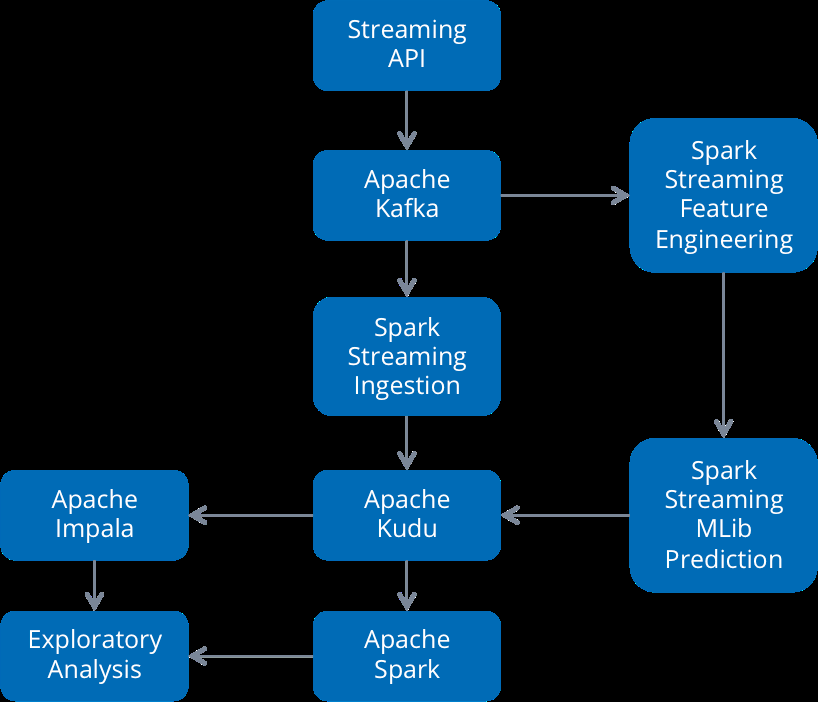 Streaming
API
Apache
Kafka
Spark
Streaming
Feature
Engineering
Spark
Streaming
Ingestion
Apache
Impala
Apache
Kudu
Spark
Streaming
MLib
Prediction
Exploratory
Analysis
Apache
Spark